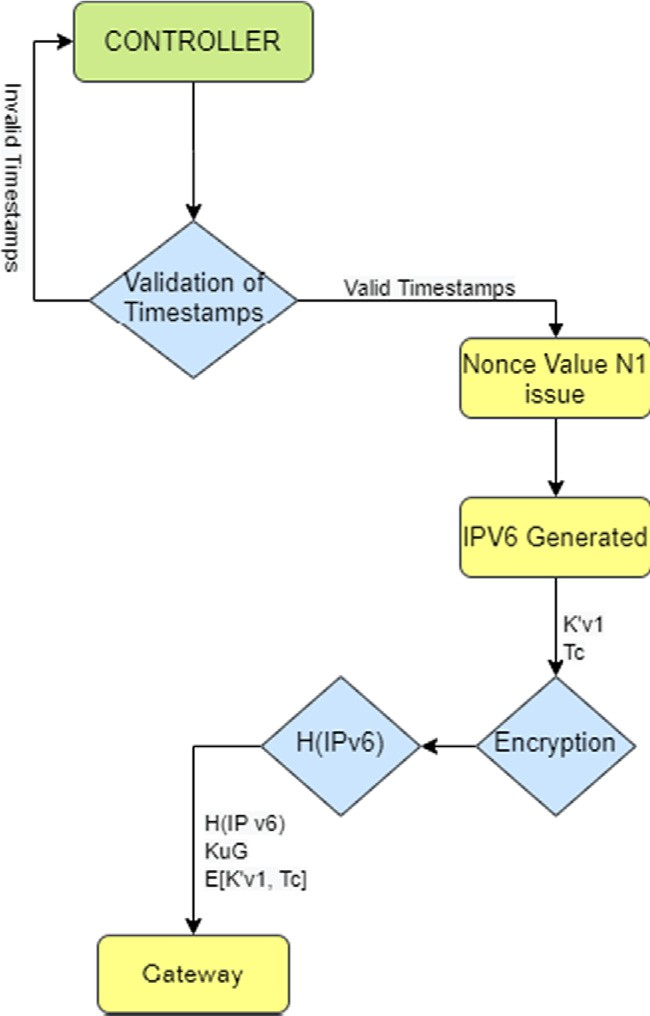 CONTROLLER
Invalid Timestamps
Validation of
Timestamps
Valid Timestamps
Nonce Value N1
issue
IPV6 Generated
K'v1
Tc
Encryption
H(IPv6)
H(IP v6)
KuG
E[K'v1, Tc]
Gateway